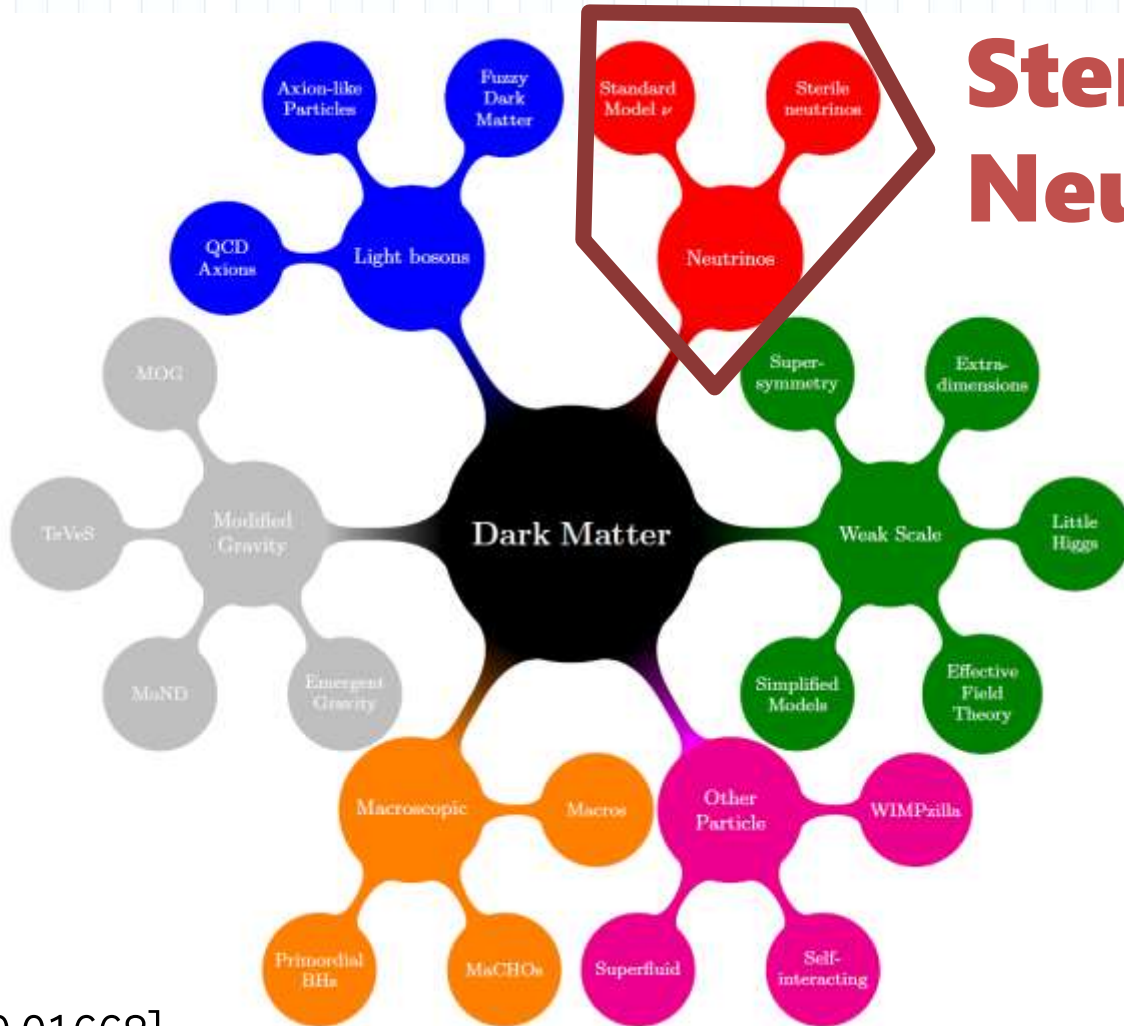 Ster
Neu
Axion-like
Particles
Fuzzy
Dark
Matter
Standard
Model ν
Sterile
neutrinos
QCD
Axions
Light bosons
Neutrinos
MOG
Super-
symmetry
Extra-
dimensions
TeVeS
Modified
Gravity
Dark Matter
Weak Scale
Little
Higgs
MaND
Emergent
Gravity
Simplified
Models
Effective
Field
Theory
Macroscopic
Macros
Other
Particle
WIMPzilla
Primordial
BHs
MaCHOs
Superfluid
Self-
interacting